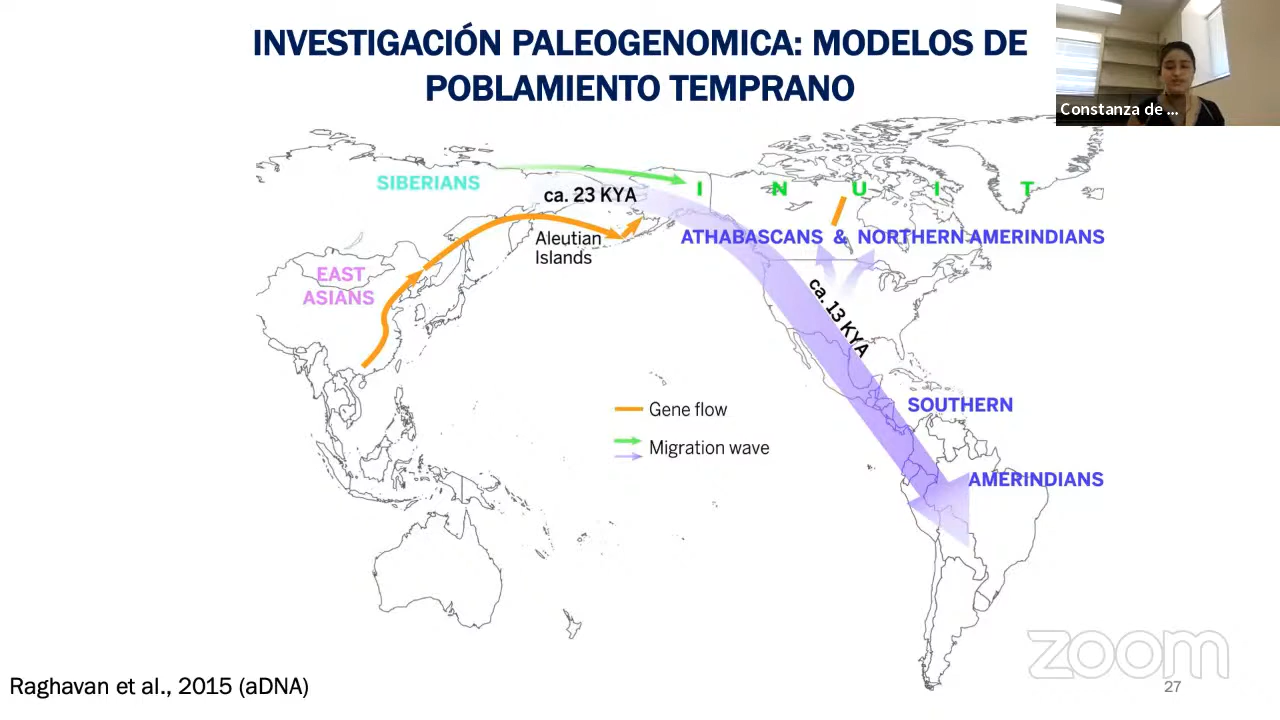 INVESTIGACIÓN PALEOGENOMICA: MODELOS DE
POBLAMIENTO TEMPRANO
Constanza de ...
SIBERIANS
ca. 23 KYA
I N U I T
Aleutian
Islands
ATHABASCANS & NORTHERN AMERINDIANS
EAST
ASIANS
ca. 13 KYA
SOUTHERN
Gene flow
Migration wave
AMERINDIANS
zoom
Raghavan et al., 2015 (aDNA)
27